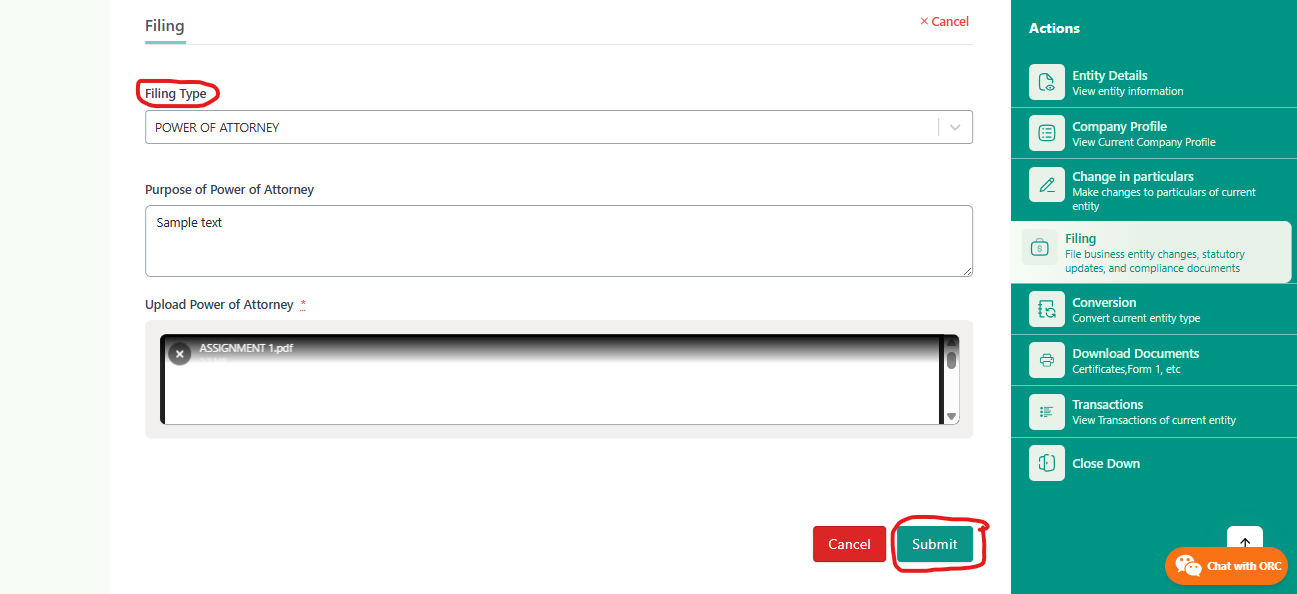 Filing
× Cancel
Filing Type
POWER OF ATTORNEY
Purpose of Power of Attorney
Sample text
Upload Power of Attorney *
ASSIGNMENT 1.pdf
Cancel
Submit
Actions
Entity Details
View entity information
Company Profile
View Current Company Profile
Change in particulars
Make changes to particulars of current
entity
Filing
File business entity changes, statutory
updates, and compliance documents
Conversion
Convert current entity type
Download Documents
Certificates,Form 1, etc
Transactions
View Transactions of current entity
Close Down
Chat with ORC